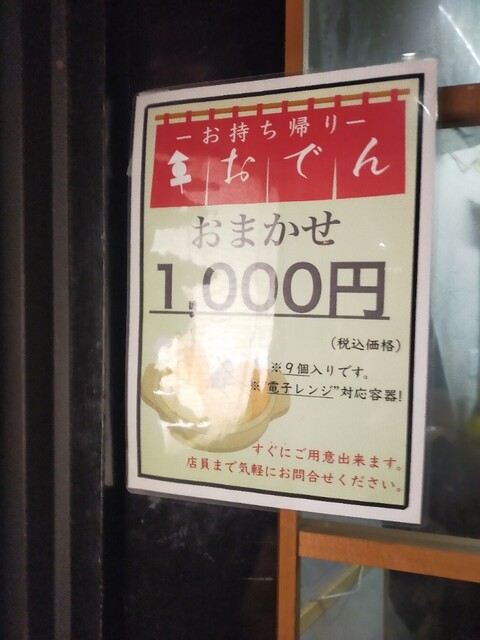 ーお持ち帰りー
おでん
おまかせ
1,000円
(税込価格)
※9個入りです。
※"電子レンジ"対応容器!
すぐにご用意出来ます。
店員まで気軽にお問合せください。